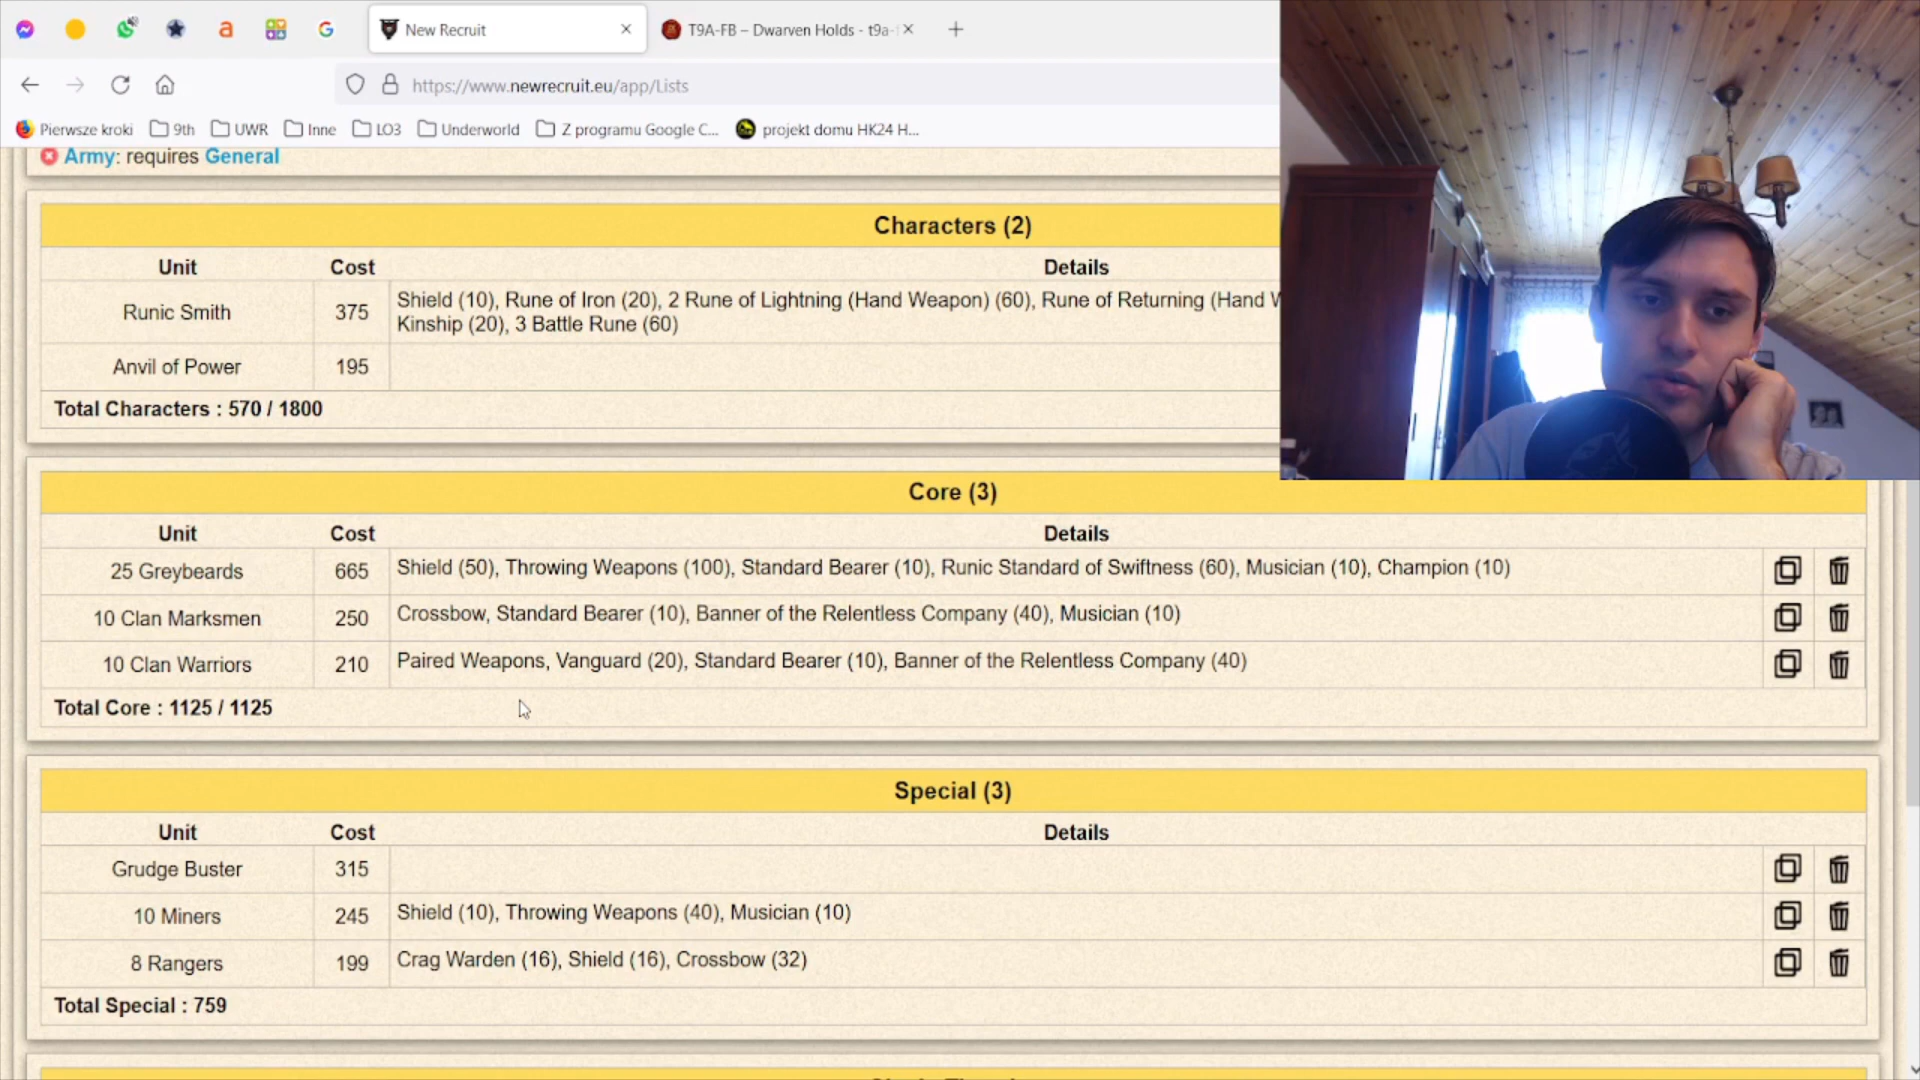 New Recruit
T9A-FB – Dwarven Holds - t9a-
https://www.newrecruit.eu/app/Lists
Pierwsze kroki 9th UWR Inne LO3 Underworld Z programu Google C... projekt domu HK24 H...
Army: requires General
Characters (2)
Unit Cost Details
Runic Smith 375 Shield (10), Rune of Iron (20), 2 Rune of Lightning (Hand Weapon) (60), Rune of Returning (Hand
Kinship (20), 3 Battle Rune (60)
Anvil of Power 195
Total Characters : 570 / 1800
Core (3)
Unit Cost Details
25 Greybeards 665 Shield (50), Throwing Weapons (100), Standard Bearer (10), Runic Standard of Swiftness (60), Musician (10), Champion (10)
10 Clan Marksmen 250 Crossbow, Standard Bearer (10), Banner of the Relentless Company (40), Musician (10)
10 Clan Warriors 210 Paired Weapons, Vanguard (20), Standard Bearer (10), Banner of the Relentless Company (40)
Total Core : 1125 / 1125
Special (3)
Unit Cost Details
Grudge Buster 315
10 Miners 245 Shield (10), Throwing Weapons (40), Musician (10)
8 Rangers 199 Crag Warden (16), Shield (16), Crossbow (32)
Total Special : 759